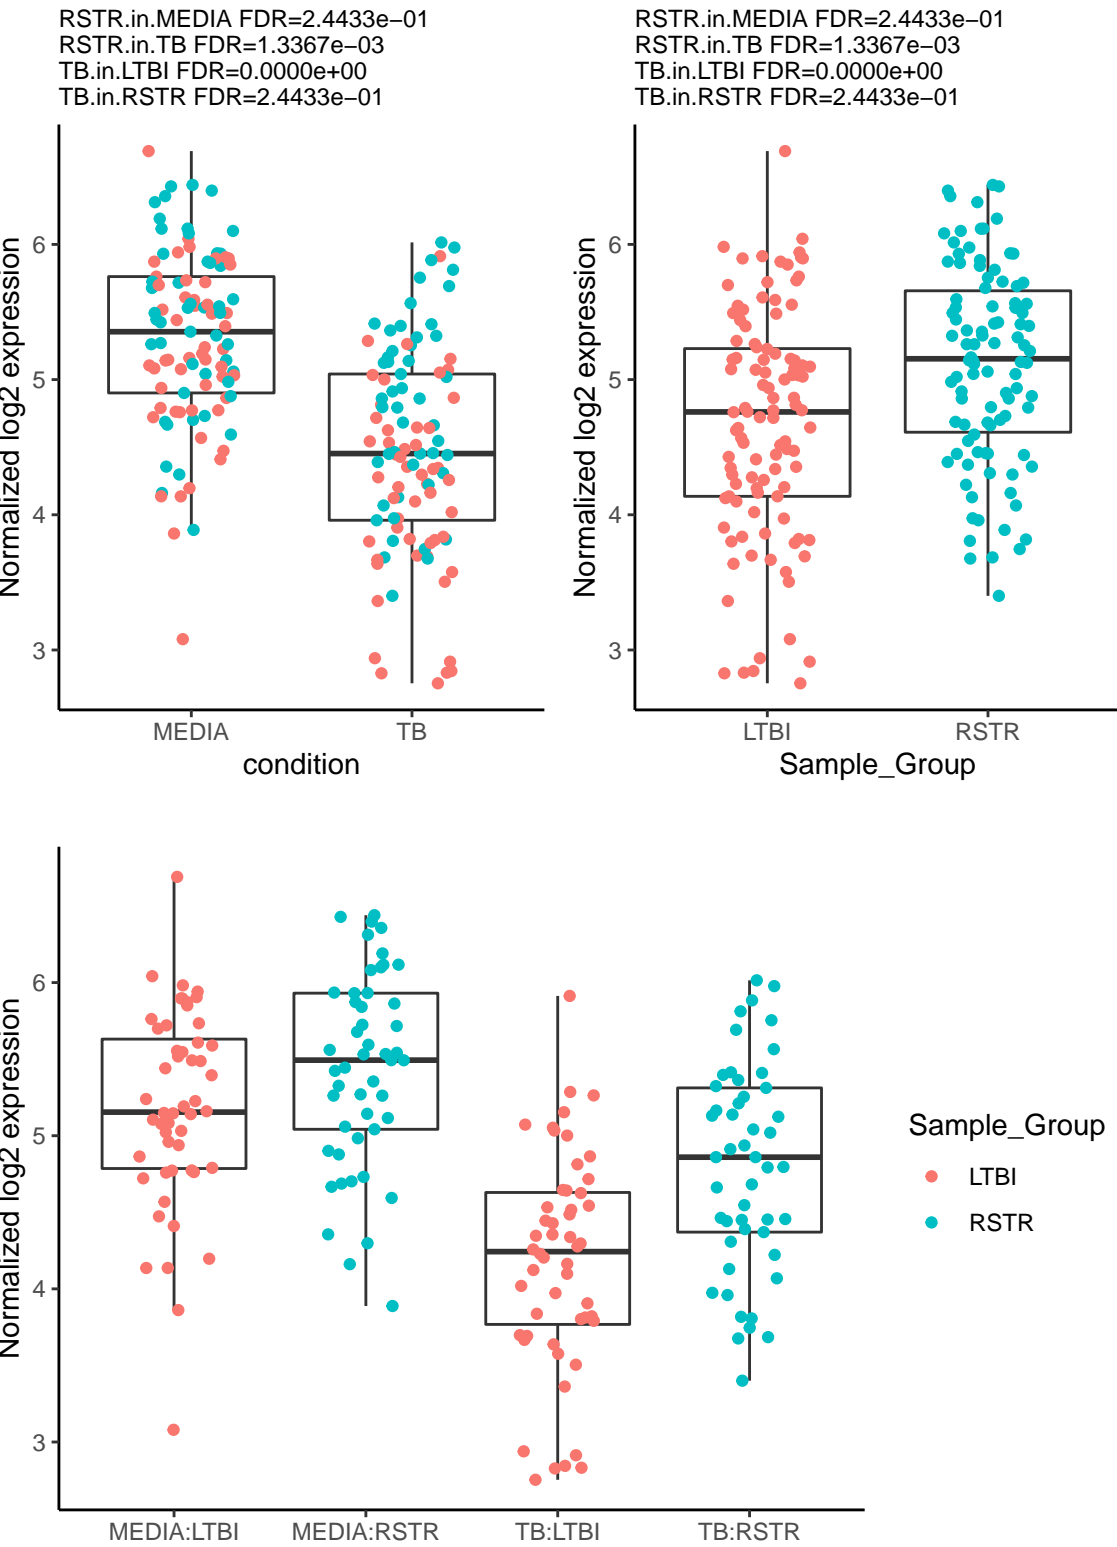 RSTR.in.MEDIA FDR=2.4433e−01
RSTR.in.TB FDR=1.3367e−03
TB.in.LTBI FDR=0.0000e+00
TB.in.RSTR FDR=2.4433e−01
Normalized log2 expression
6
5
4
3
MEDIA
TB
condition
RSTR.in.MEDIA FDR=2.4433e−01
RSTR.in.TB FDR=1.3367e−03
TB.in.LTBI FDR=0.0000e+00
TB.in.RSTR FDR=2.4433e−01
Normalized log2 expression
6
5
4
3
LTBI
RSTR
Sample_Group
Normalized log2 expression
6
5
4
3
MEDIA:LTBI
MEDIA:RSTR
TB:LTBI
TB:RSTR
Sample_Group
LTBI
RSTR